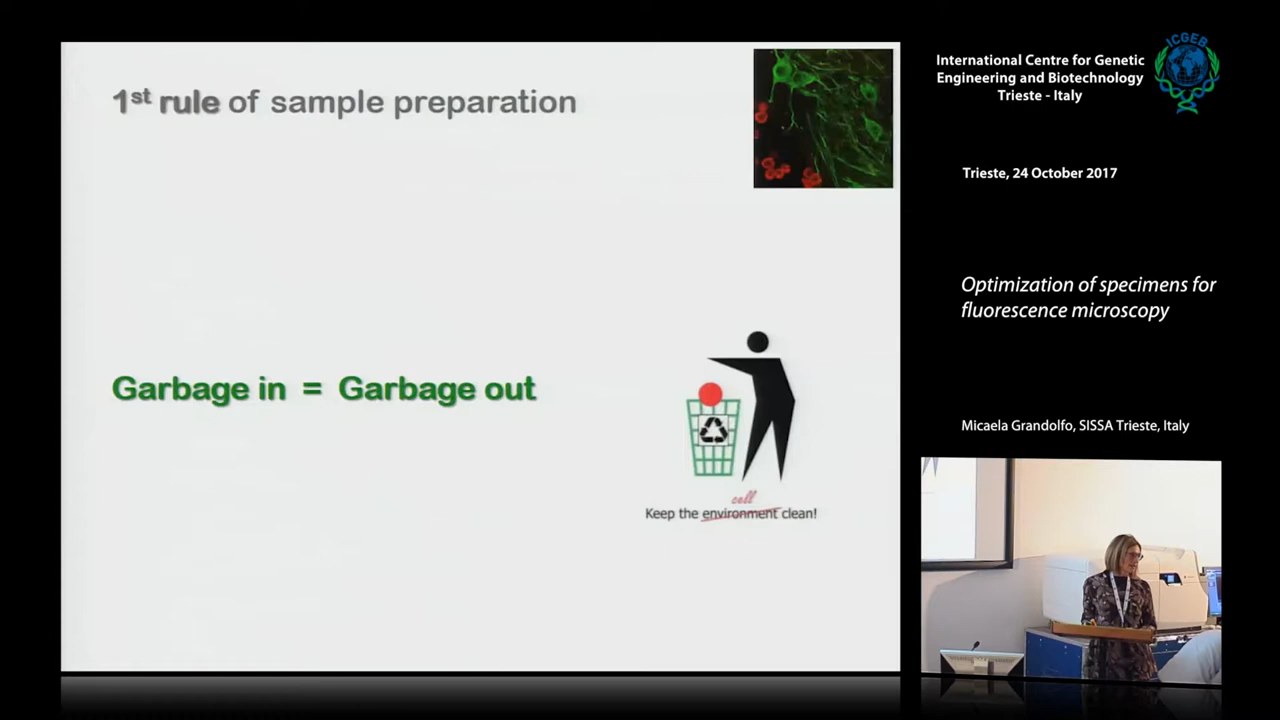 1st rule of sample preparation
Garbage in = Garbage out
cell
Keep the environment clean!
ICGEB
International Centre for Genetic
Engineering and Biotechnology
Trieste - Italy
Trieste, 24 October 2017
Optimization of specimens for
fluorescence microscopy
Micaela Grandolfo, SISSA Trieste, Italy